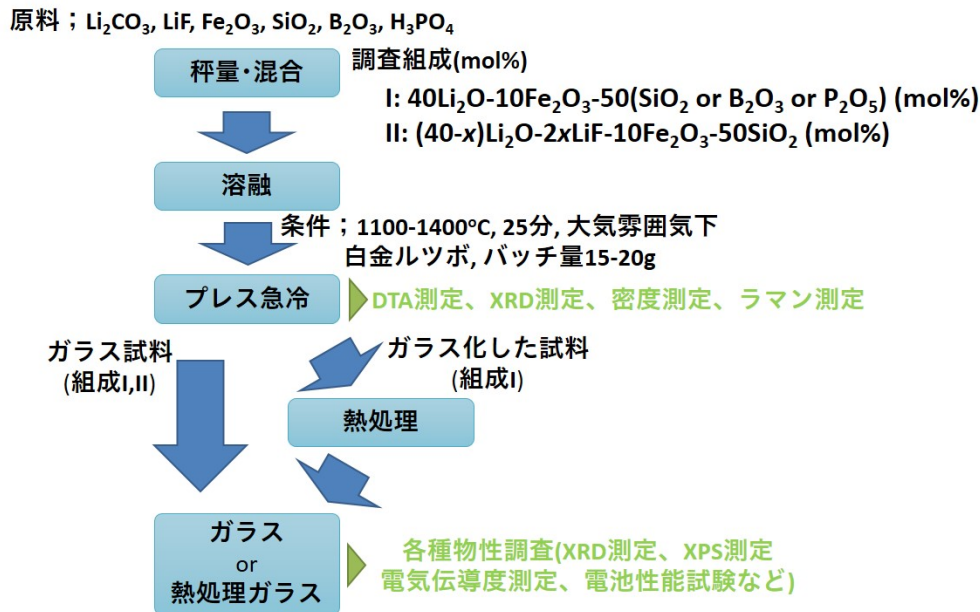 原料；Li₂CO₃, LiF, Fe₂O₃, SiO₂, B₂O₃, H₃PO₄
秤量･混合
調査組成(mol%)
I: 40Li₂O-10Fe₂O₃-50(SiO₂ or B₂O₃ or P₂O₅) (mol%)
II: (40-x)Li₂O-2xLiF-10Fe₂O₃-50SiO₂ (mol%)
溶融
条件；1100-1400ºC, 25分, 大気雰囲気下
白金ルツボ, バッチ量15-20g
プレス急冷
DTA測定、XRD測定、密度測定、ラマン測定
ガラス試料
(組成I,II)
ガラス化した試料
(組成I)
熱処理
ガラス
or
熱処理ガラス
各種物性調査(XRD測定、XPS測定
電気伝導度測定、電池性能試験など)